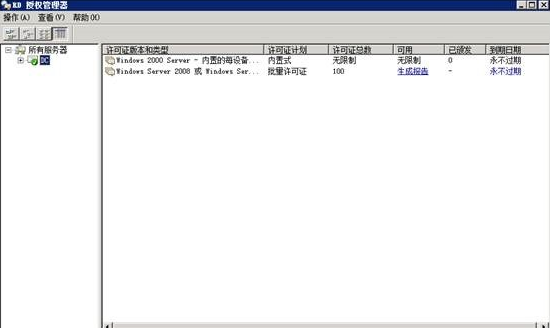 RD 授权管理器
操作(A) 查看(V) 帮助(H)
所有服务器
DC
许可证版本和类型 许可证计划 许可证总数 可用 已颁发 到期日期
Windows 2000 Server - 内置的每设备... 内置式 无限制 无限制 0 永不过期
Windows Server 2008 或 Windows Ser... 批量许可证 100 生成报告 - 永不过期